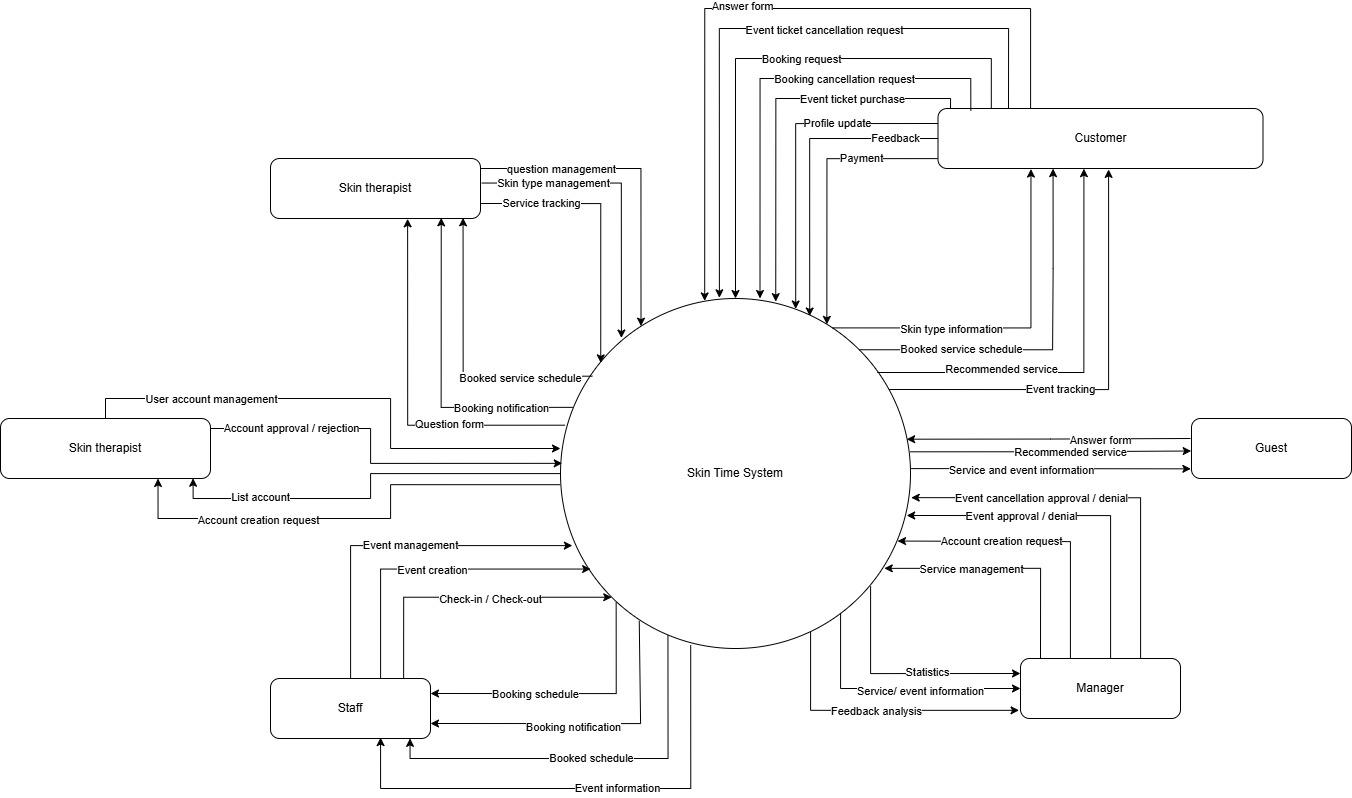 Answer form
Event ticket cancellation request
Booking request
Booking cancellation request
Event ticket purchase
Profile update
Feedback
Payment
Customer
question management
Skin type management
Service tracking
Skin therapist
Skin type information
Booked service schedule
Recommended service
Event tracking
Booked service schedule
Booking notification
Question form
User account management
Account approval / rejection
Skin therapist
List account
Account creation request
Skin Time System
Answer form
Recommended service
Service and event information
Guest
Event cancellation approval / denial
Event approval / denial
Account creation request
Service management
Event management
Event creation
Check-in / Check-out
Statistics
Service/ event information
Feedback analysis
Manager
Staff
Booking schedule
Booking notification
Booked schedule
Event information